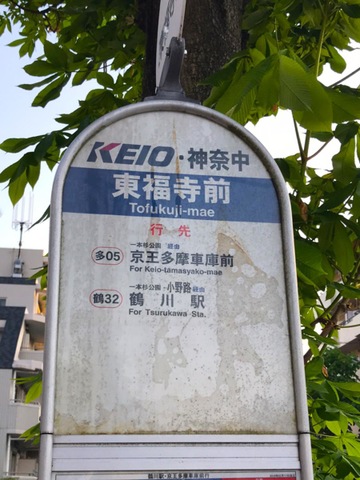 KEIO・神奈中
東福寺前
Tofukuji-mae
行先
一本杉公園 経由
多05 京王多摩車庫前
For Keio-tamasyako-mae
一本杉公園・小野路経由
鶴32 鶴川駅
For Tsurukawa Sta.